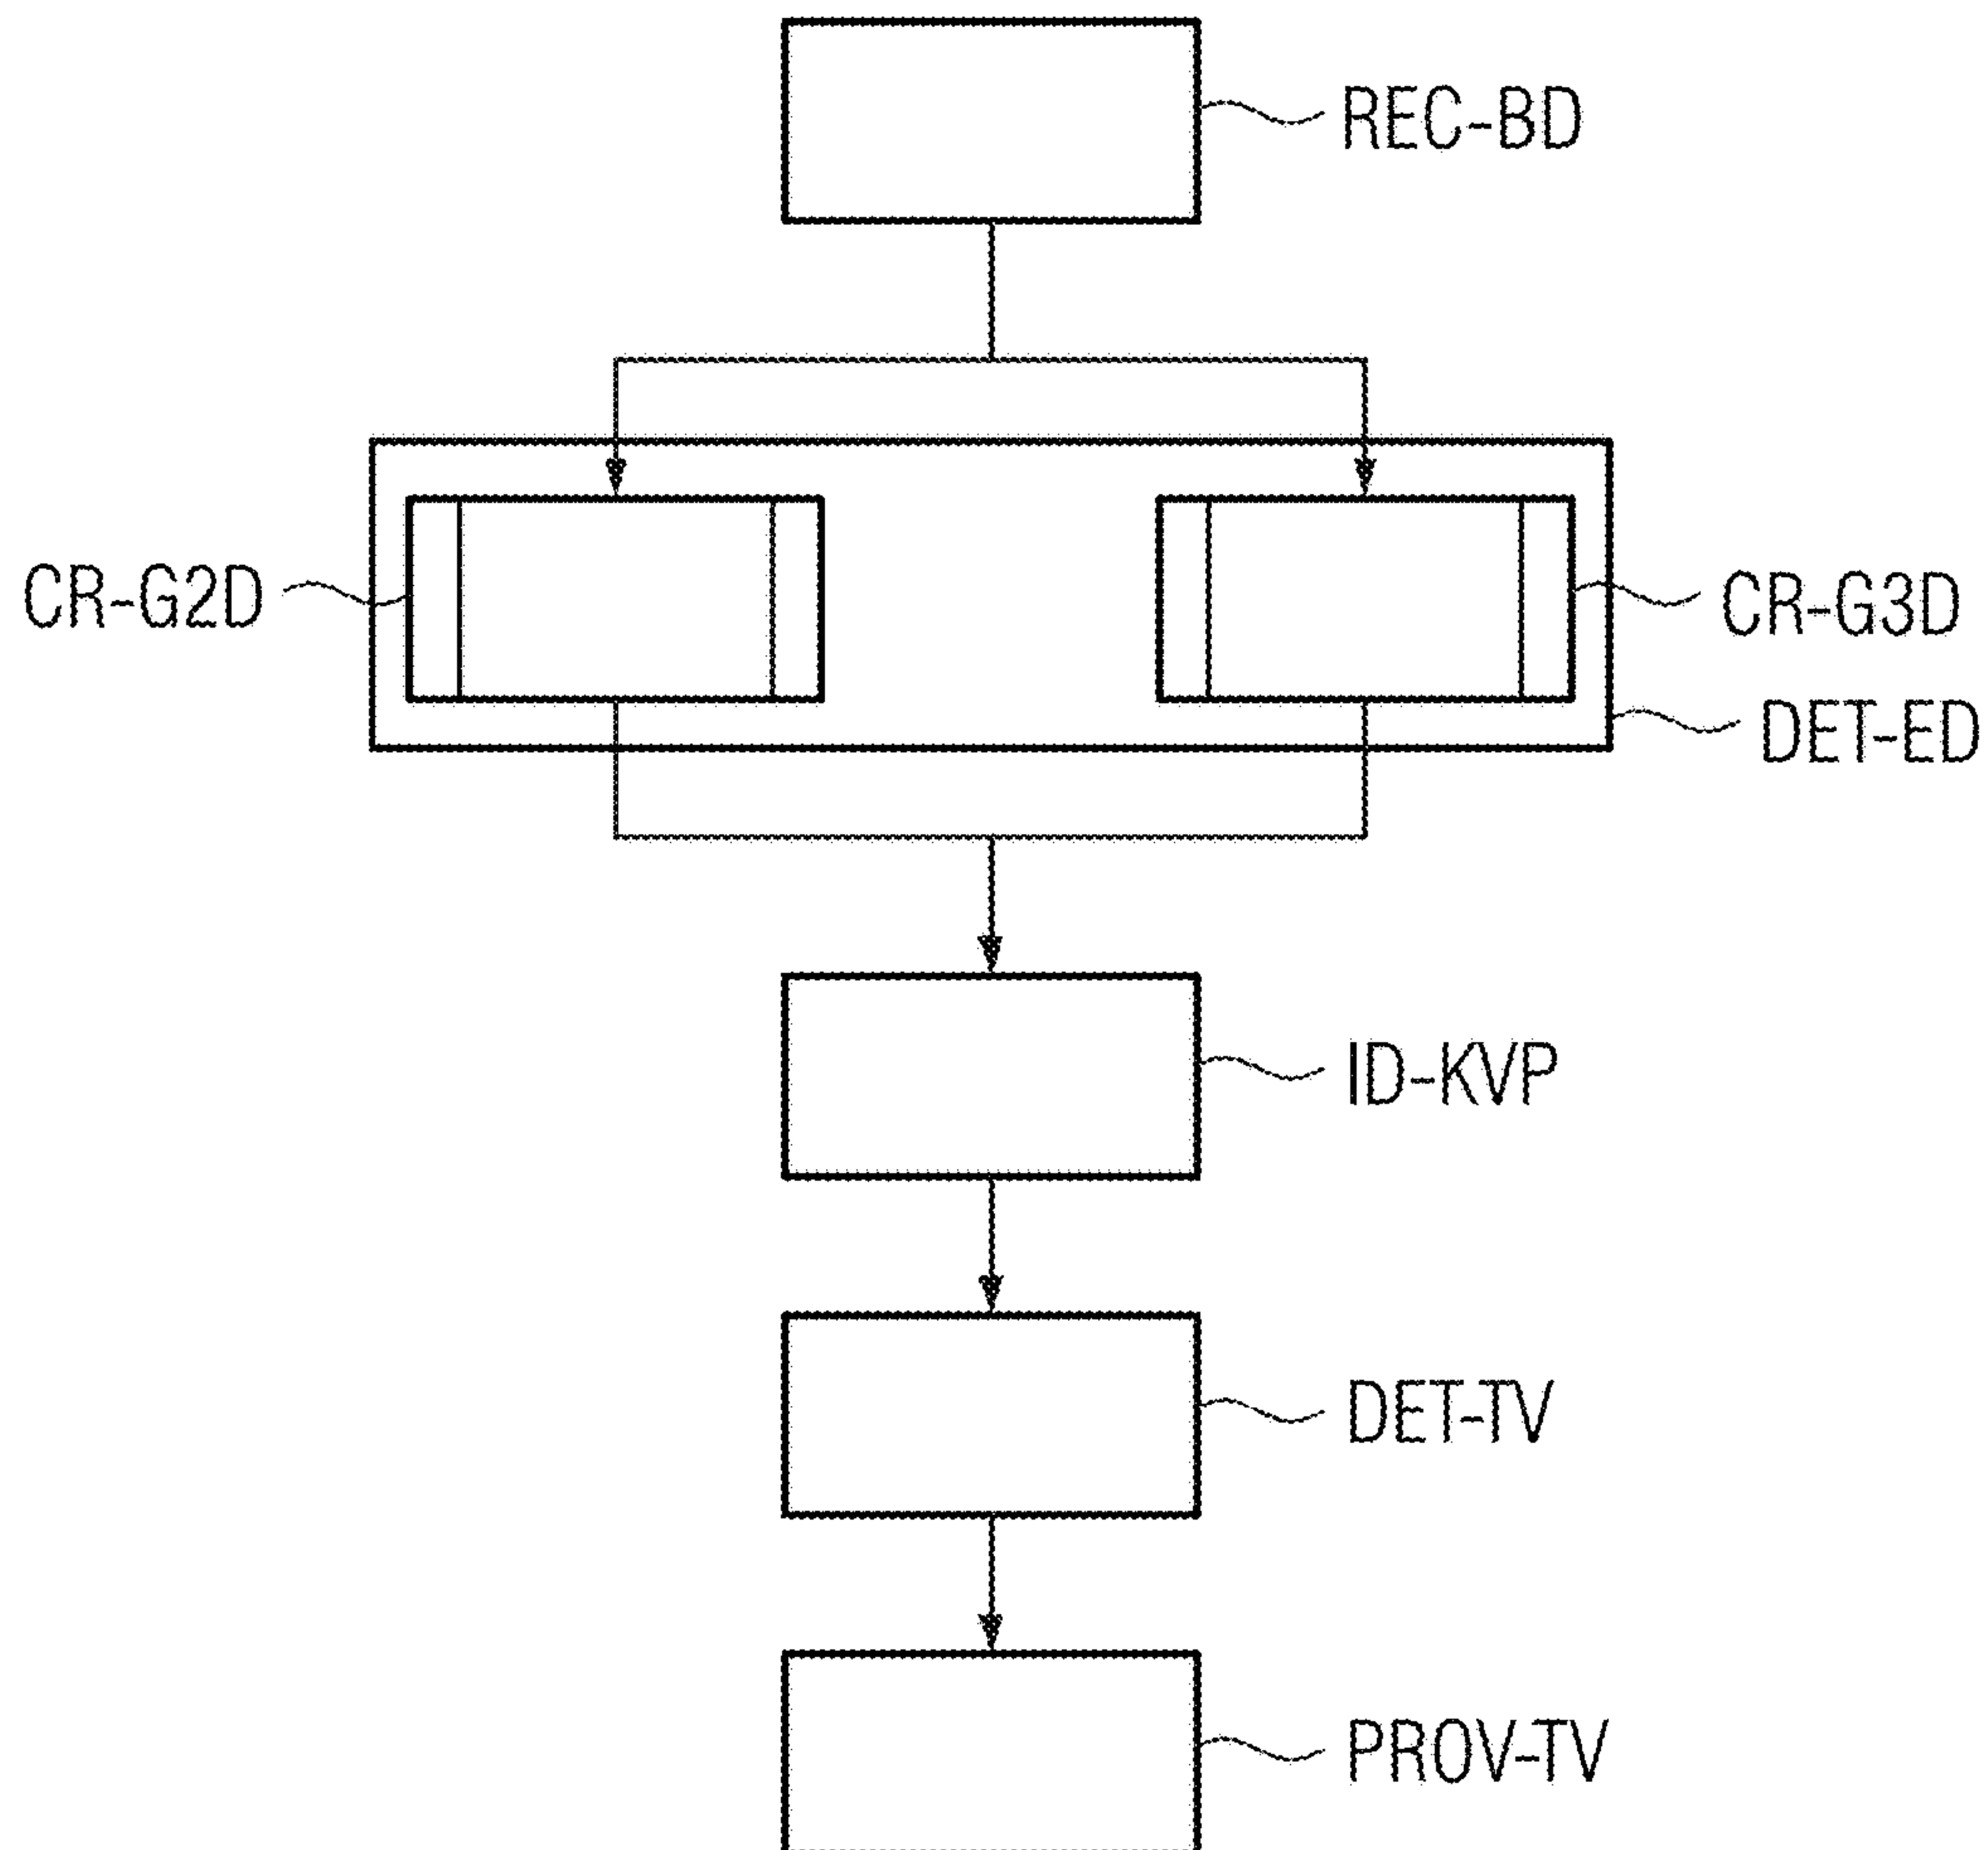 REC-BD
CR-G2D
CR-G3D
DET-ED
ID-KVP
DET-TV
PROV-TV